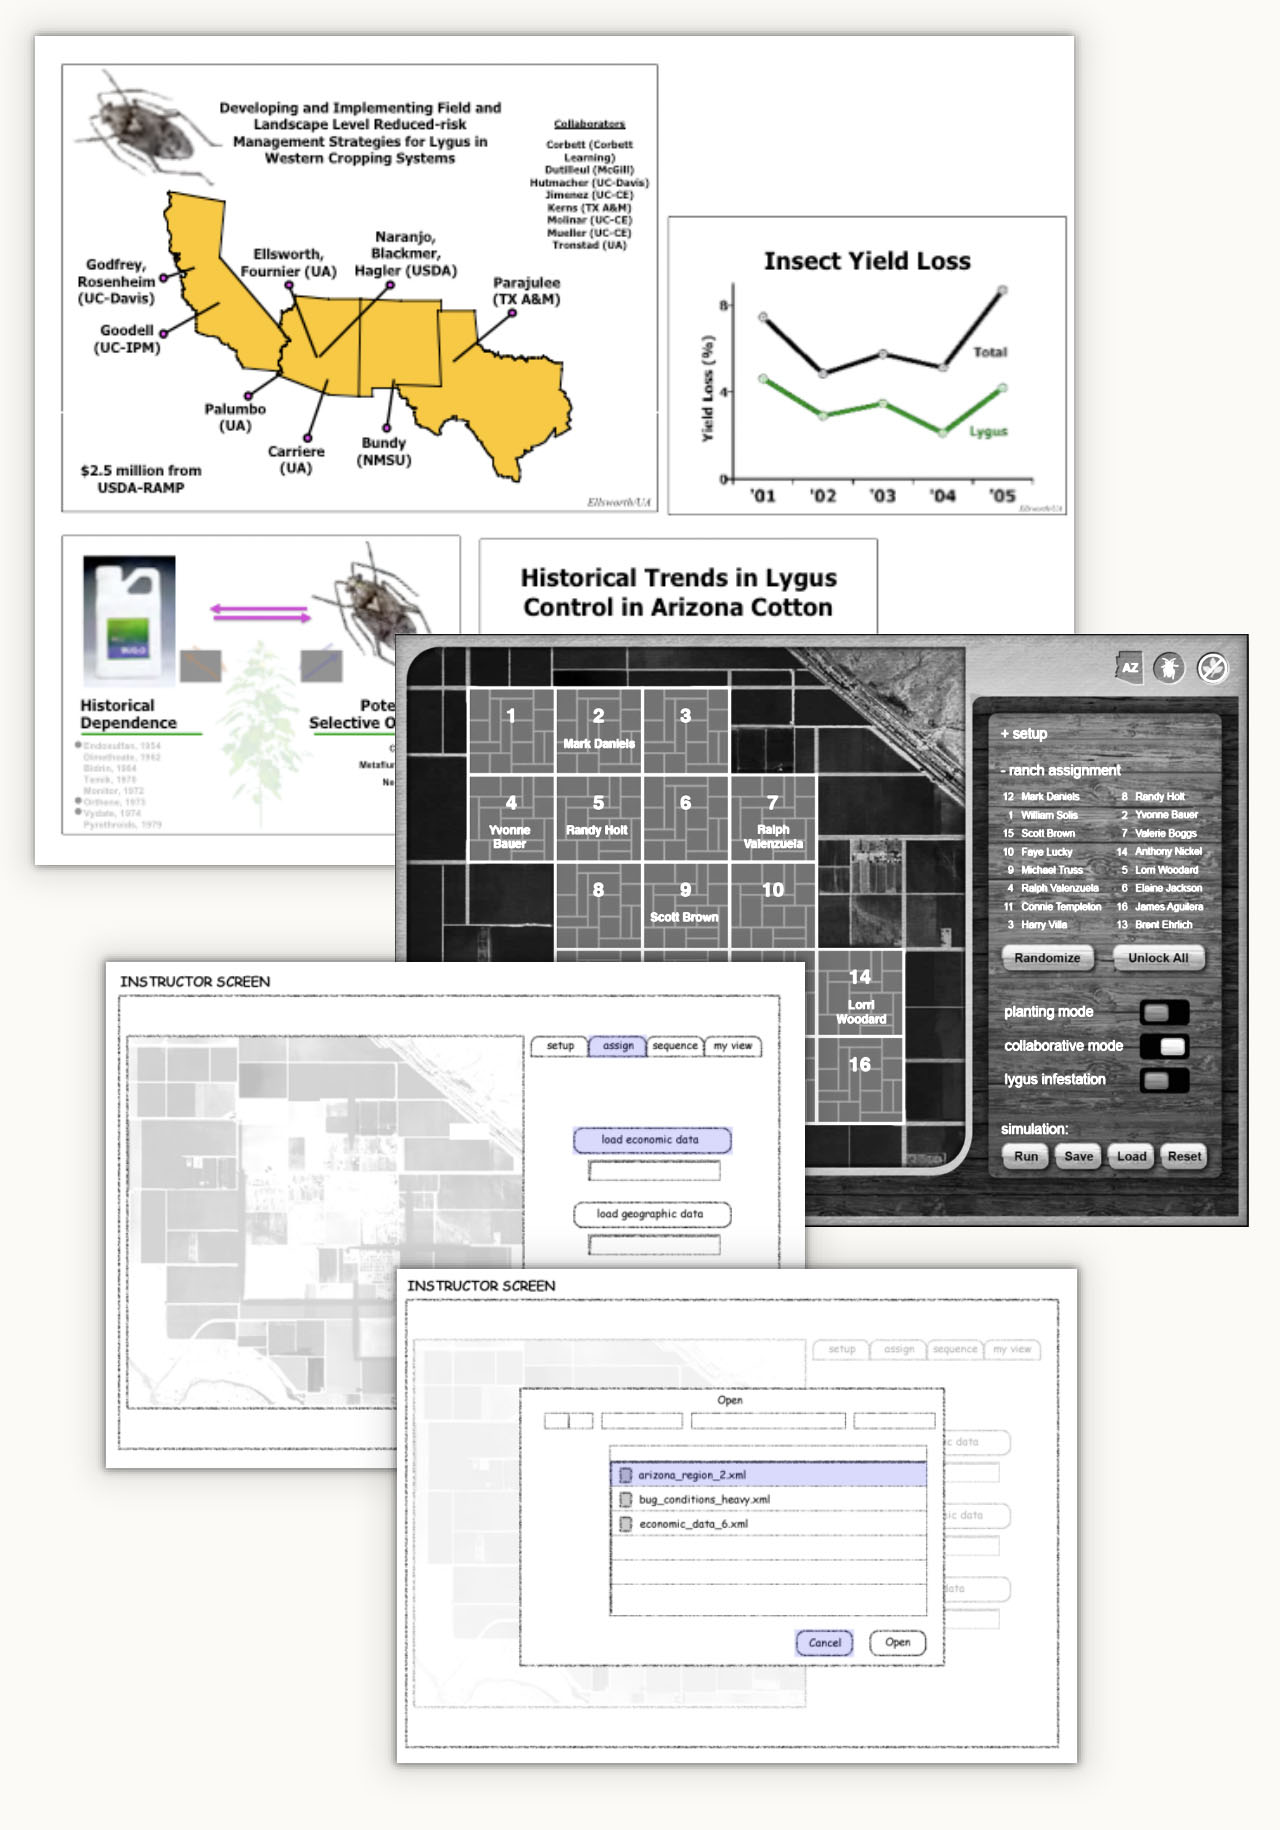 Developing and Implementing Field and
Landscape Level Reduced-risk
Management Strategies for Lygus in
Western Cropping Systems
Collaborators
Corbett (Corbett
Learning)
Dutilleul (McGill)
Hutmacher (UC-Davis)
Jimenez (UC-CE)
Kerns (TX A&M)
Molinar (UC-CE)
Mueller (UC-CE)
Tronstad (UA)
Godfrey,
Rosenheim
(UC-Davis)
Goodell
(UC-IPM)
Ellsworth,
Fournier (UA)
Naranjo,
Blackmer,
Hagler (USDA)
Parajulee
(TX A&M)
Palumbo
(UA)
Carriere
(UA)
Bundy
(NMSU)
$2.5 million from
USDA-RAMP
Ellsworth/UA
Insect Yield Loss
Yield Loss (%)
8
4
0
Total
Lygus
'01 '02 '03 '04 '05
Ellsworth/UA
Historical
Dependence
Endosulfan, 1954
Dimethoate, 1962
Bidrin, 1964
Temik, 1970
Monitor, 1972
Orthene, 1973
Vydate, 1974
Pyrethroids, 1979
Pote
Selective O
C
Metaflu
Ne
Historical Trends in Lygus
Control in Arizona Cotton
1
2
Mark Daniels
3
4
Yvonne
Bauer
5
Randy Holt
6
7
Ralph
Valenzuela
8
9
Scott Brown
10
14
Lorri
Woodard
16
AZ
+ setup
- ranch assignment
12 Mark Daniels 8 Randy Holt
1 William Solis 2 Yvonne Bauer
15 Scott Brown 7 Valerie Boggs
10 Faye Lucky 14 Anthony Nickel
9 Michael Truss 5 Lorri Woodard
4 Ralph Valenzuela 6 Elaine Jackson
11 Connie Templeton 16 James Aguilera
3 Harry Villa 13 Brent Ehrlich
Randomize Unlock All
planting mode
collaborative mode
lygus infestation
simulation:
Run Save Load Reset
INSTRUCTOR SCREEN
setup assign sequence my view
load economic data
load geographic data
INSTRUCTOR SCREEN
setup assign sequence my view
Open
arizona_region_2.xml
bug_conditions_heavy.xml
economic_data_6.xml
Cancel Open
ic data
ic data
data